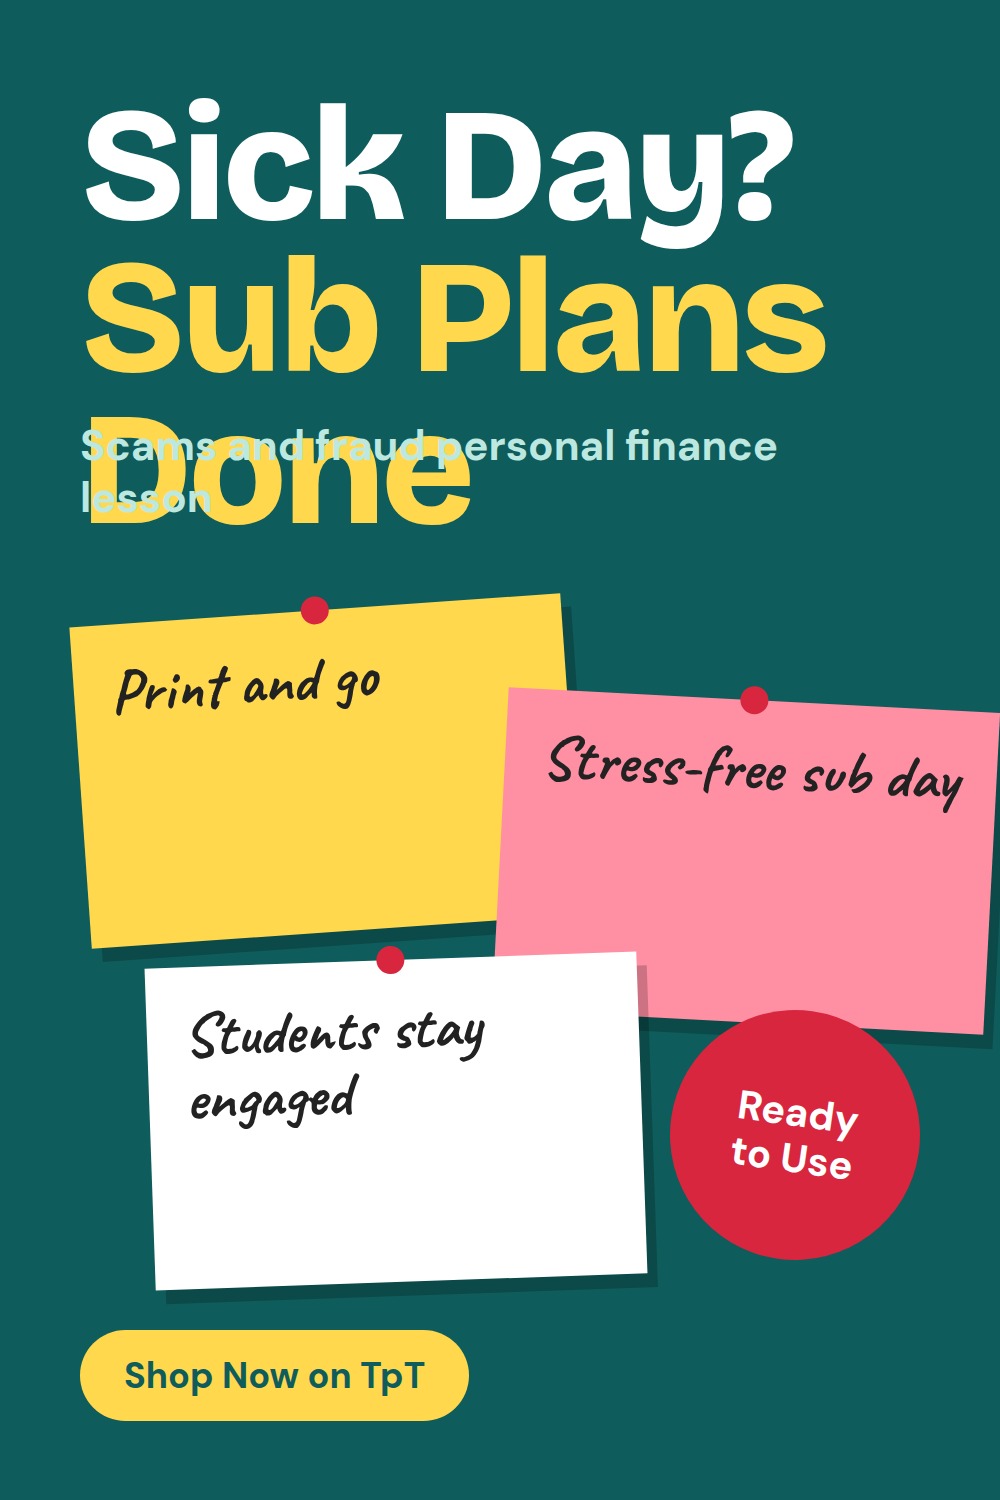 Sick Day?
Sub Plans
Done
Scams and fraud personal finance
lesson
Print and go
Stress-free sub day
Students stay
engaged
Ready
to Use
Shop Now on TpT